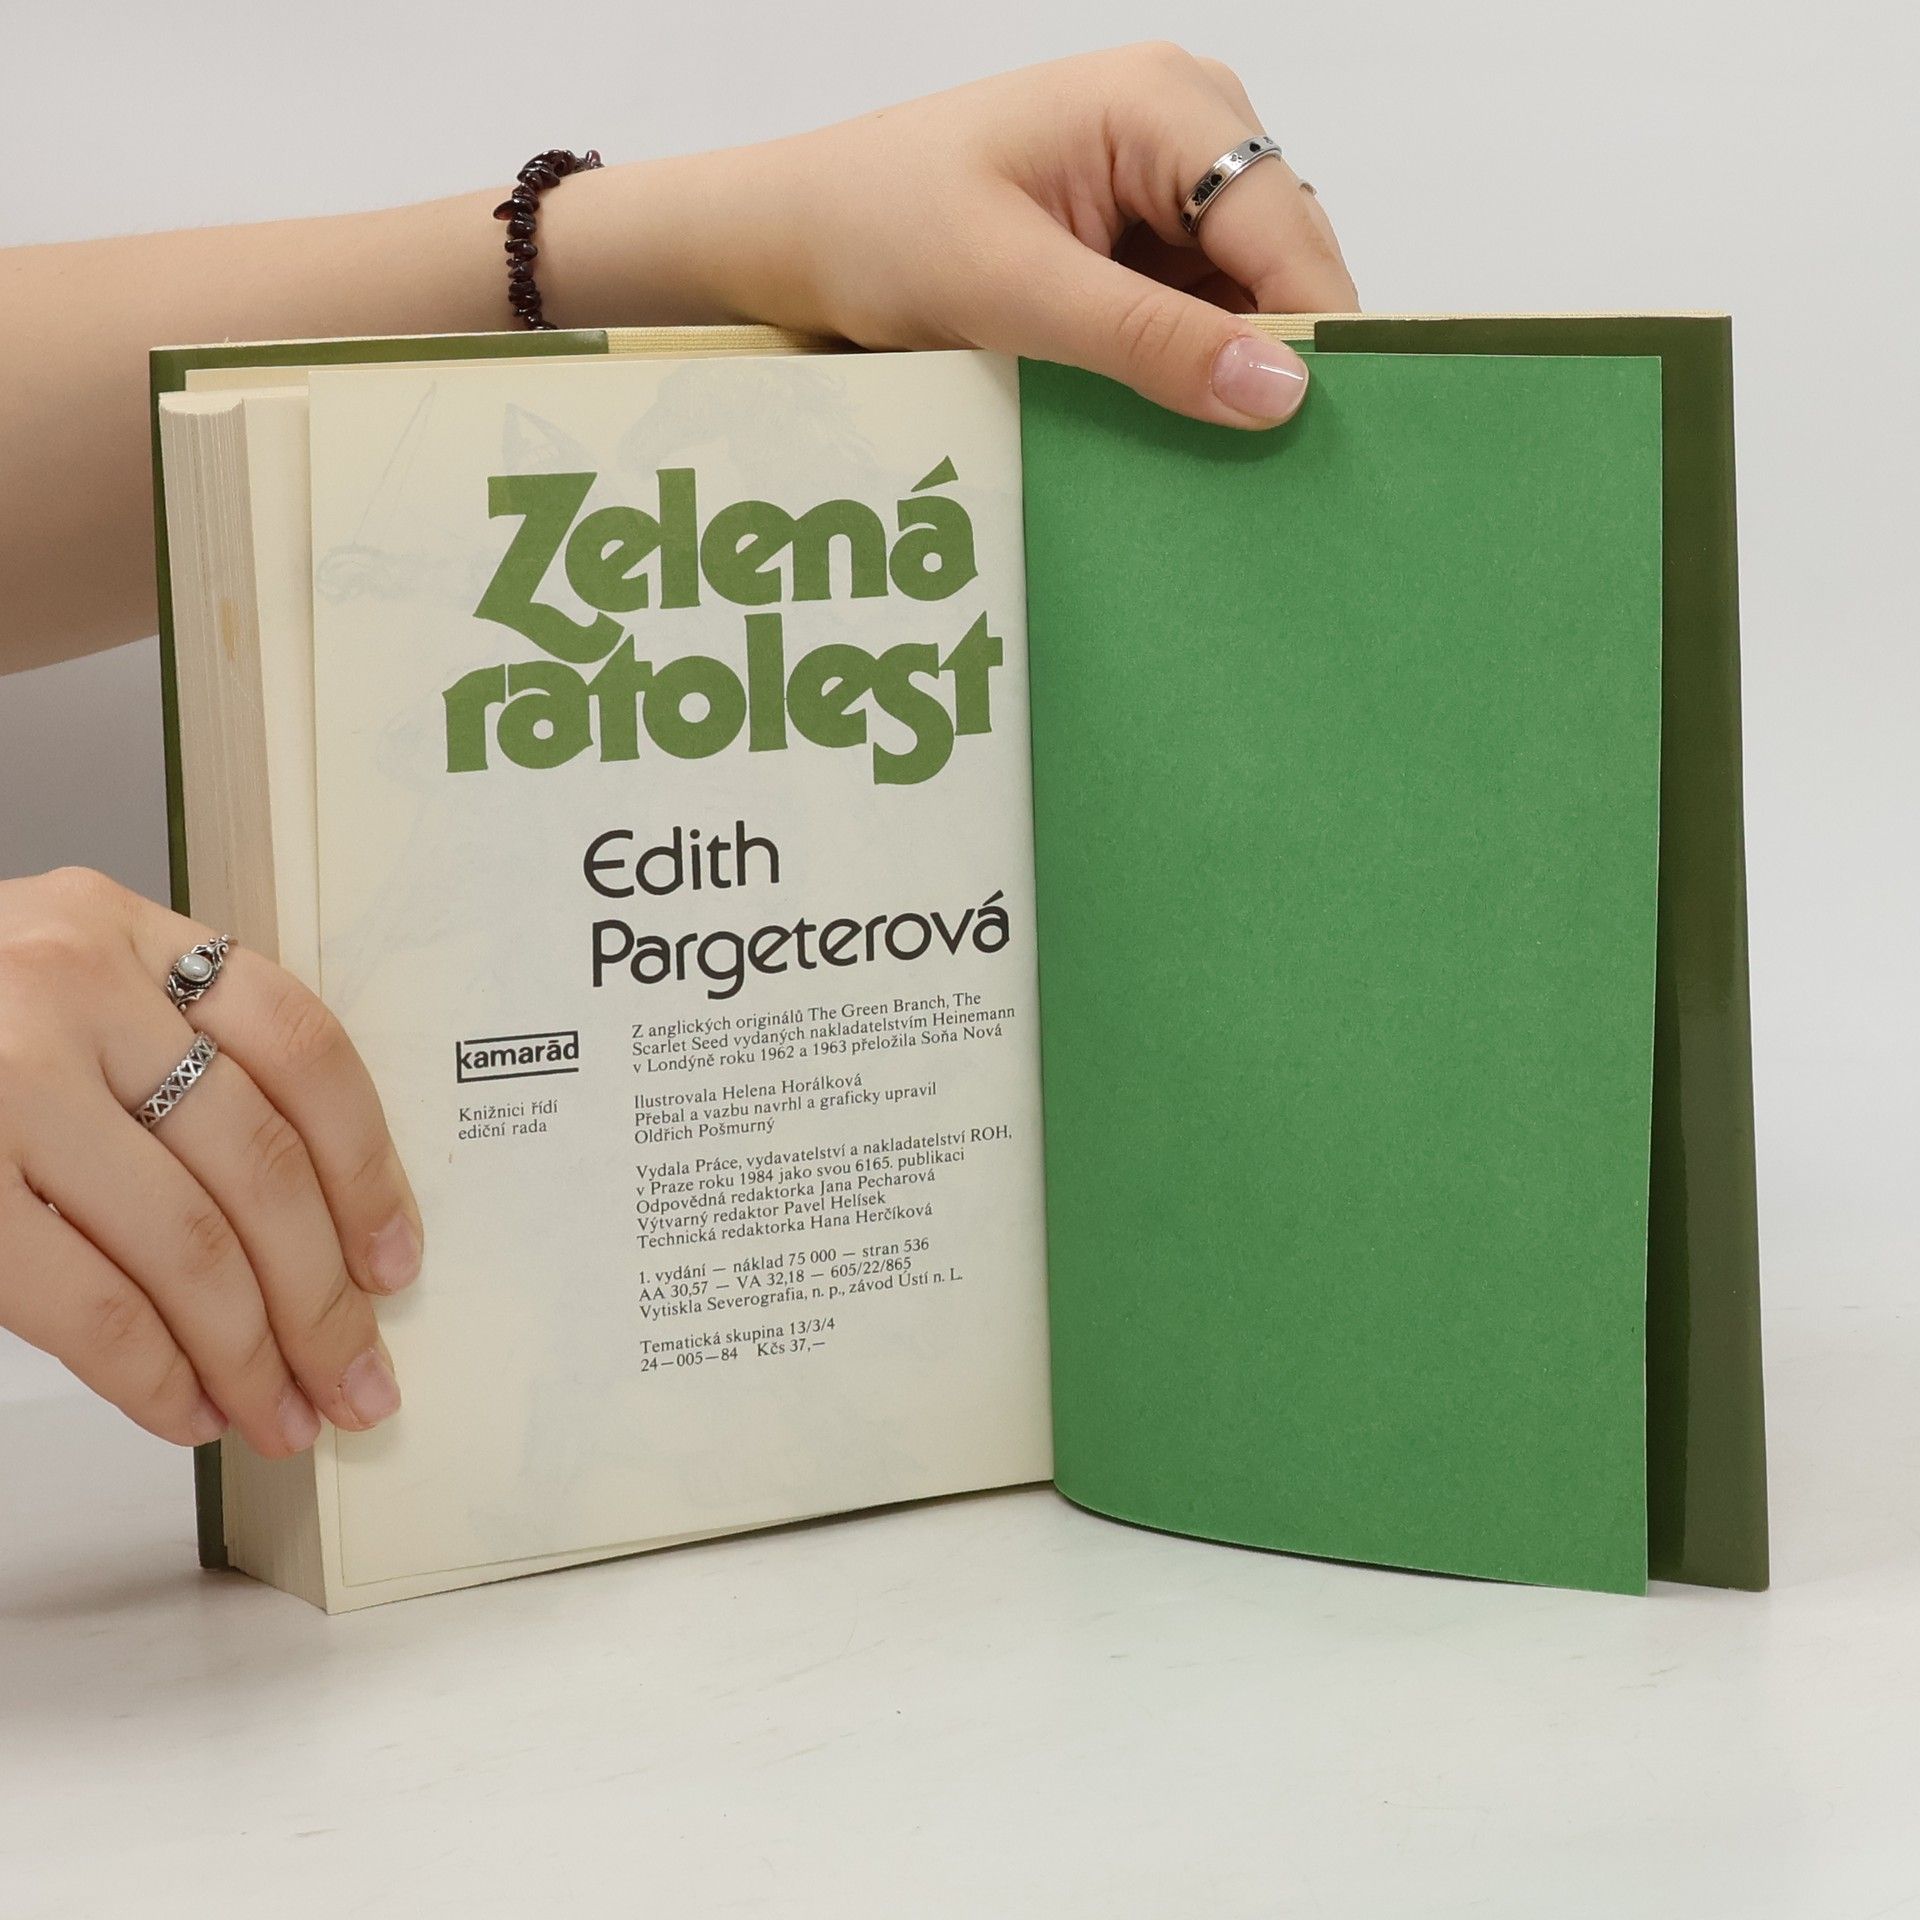 Zelená
ratolest
Edith
Pargeterová
Z anglických originálů The Green Branch, The
Scarlet Seed vydaných nakladatelstvím Heinemann
v Londýně roku 1962 a 1963 přeložila Soňa Nová
kamarād
Knižnici řídí
ediční rada
Ilustrovala Helena Horálková
Přebal a vazbu navrhl a graficky upravil
Oldřich Pošmurný
Vydala Práce, vydavatelství a nakladatelství ROH,
v Praze roku 1984 jako svou 6165. publikaci
Odpovědná redaktorka Jana Pecharová
Výtvarný redaktor Pavel Helísek
Technická redaktorka Hana Herčíková
1. vydání — náklad 75 000 — stran 536
AA 30,57 — VA 32,18 — 605/22/865
Vytiskla Severografia, n. p., závod Ústí n. L.
Tematická skupina 13/3/4
24—005—84 Kčs 37,—